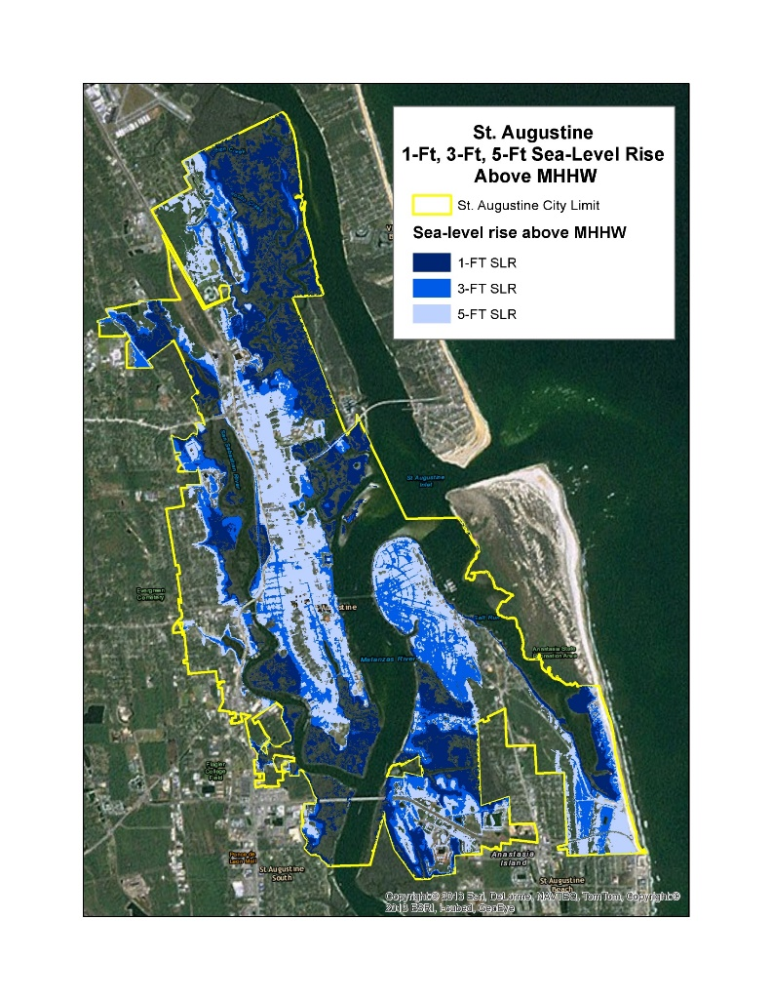 St. Augustine
1-Ft, 3-Ft, 5-Ft Sea-Level Rise
Above MHHW
St. Augustine City Limit
Sea-level rise above MHHW
1-FT SLR
3-FT SLR
5-FT SLR
San Sebastian River
St Augustine
Inlet
Evergreen
Cemetery
Salt Run
Anastasia State
Recreation Area
Matanzas River
Flagler
College
Field
Ponce de
Leon Mall
St Augustine
South
Anastasia
Island
St Augustine
Beach
Copyright:© 2013 Esri, DeLorme, NAVTEQ, TomTom, Copyright:©
2013 ESRI, i-cubed, GeoEye